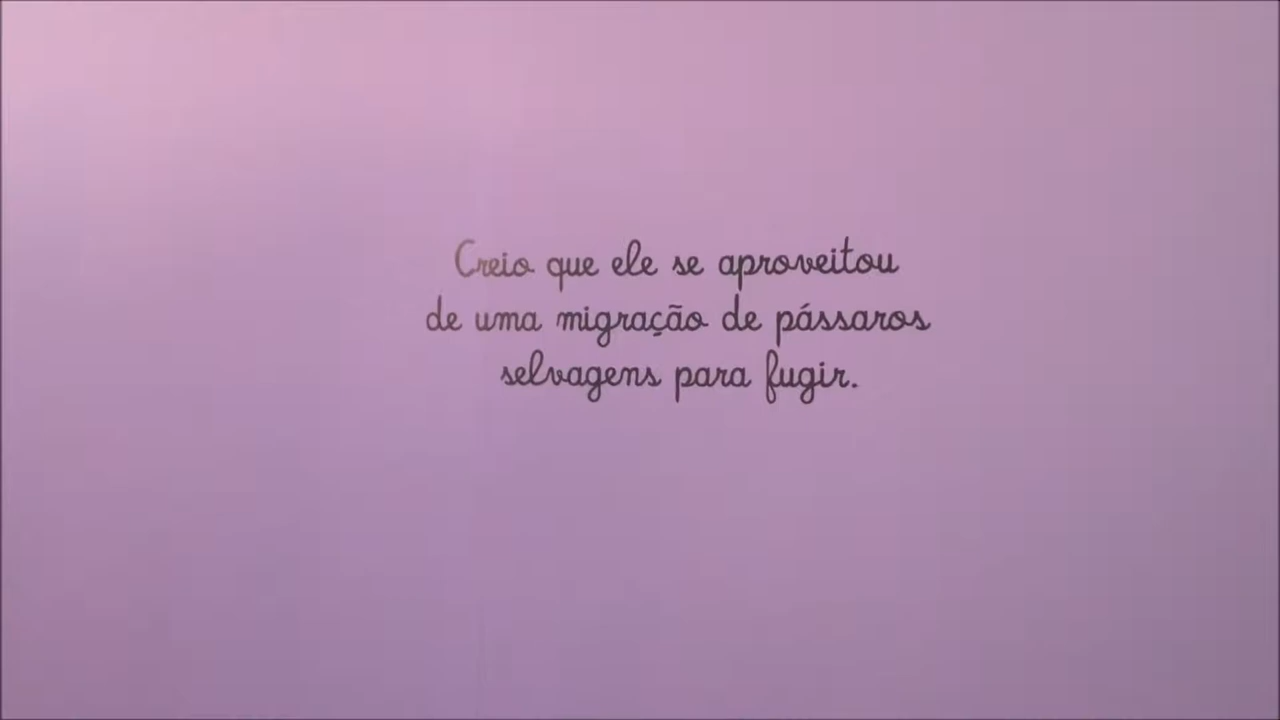 Creio que ele se aproveitou
de uma migração de pássaros
selvagens para fugir.